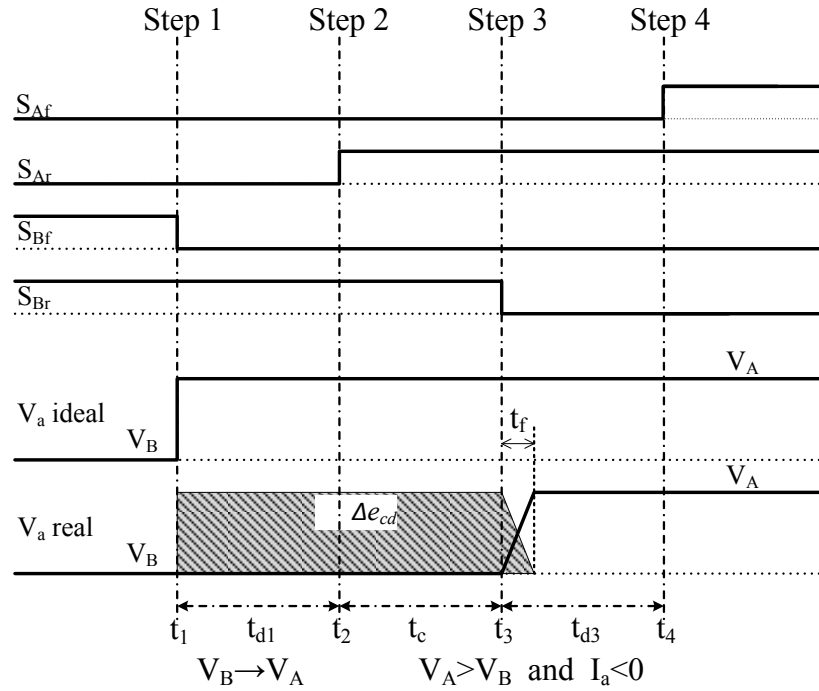 Step 1 Step 2 Step 3 Step 4
S_Af
S_Ar
S_Bf
S_Br
V_A
V_a ideal
t_f
V_B
V_A
Δe_cd
V_a real
V_B
t_1 t_d1 t_2 t_c t_3 t_d3 t_4
V_B→V_A V_A>V_B and I_a<0